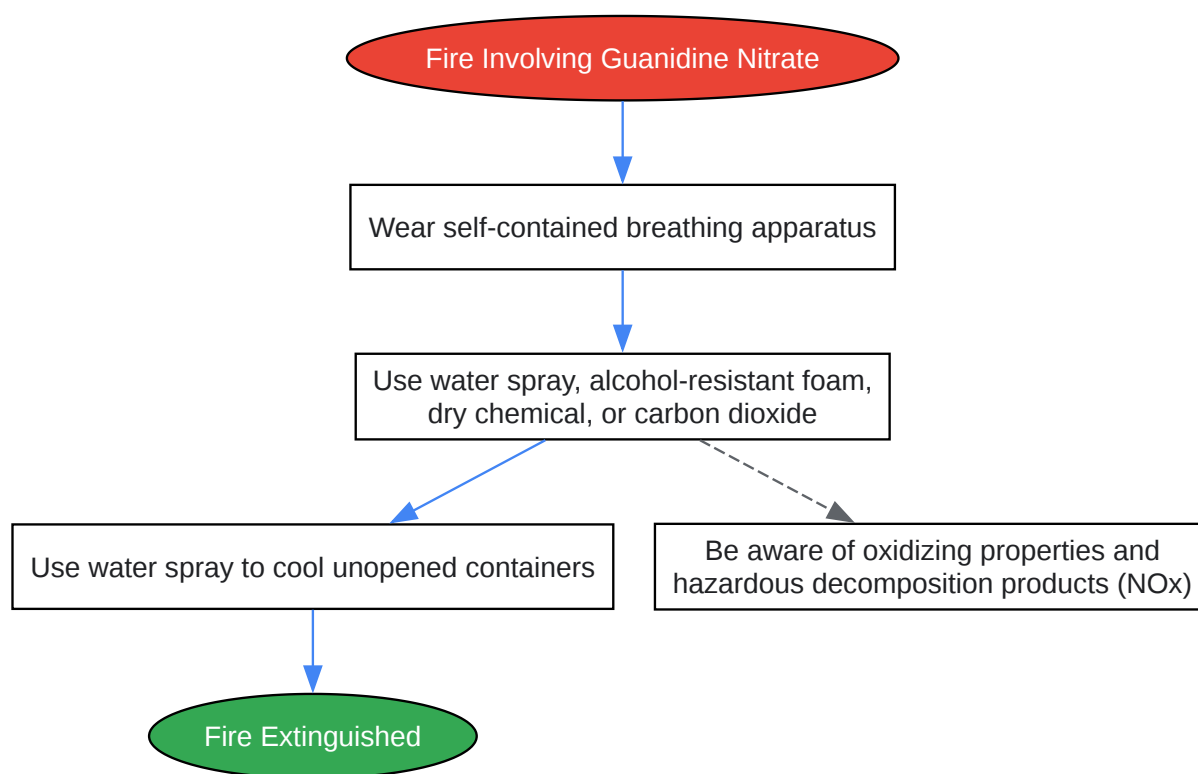 Fire Involving Guanidine Nitrate
Wear self-contained breathing apparatus
Use water spray, alcohol-resistant foam,
dry chemical, or carbon dioxide
Use water spray to cool unopened containers
Be aware of oxidizing properties and
hazardous decomposition products (NOx)
Fire Extinguished